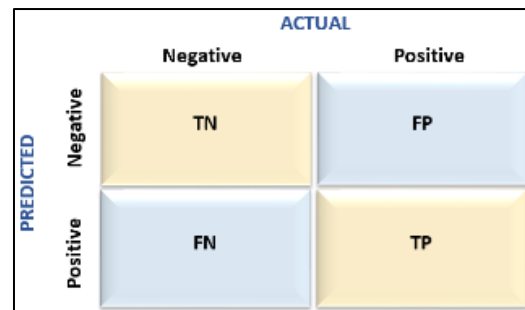 ACTUAL
Negative Positive
PREDICTED
Negative
TN FP
Positive
FN TP